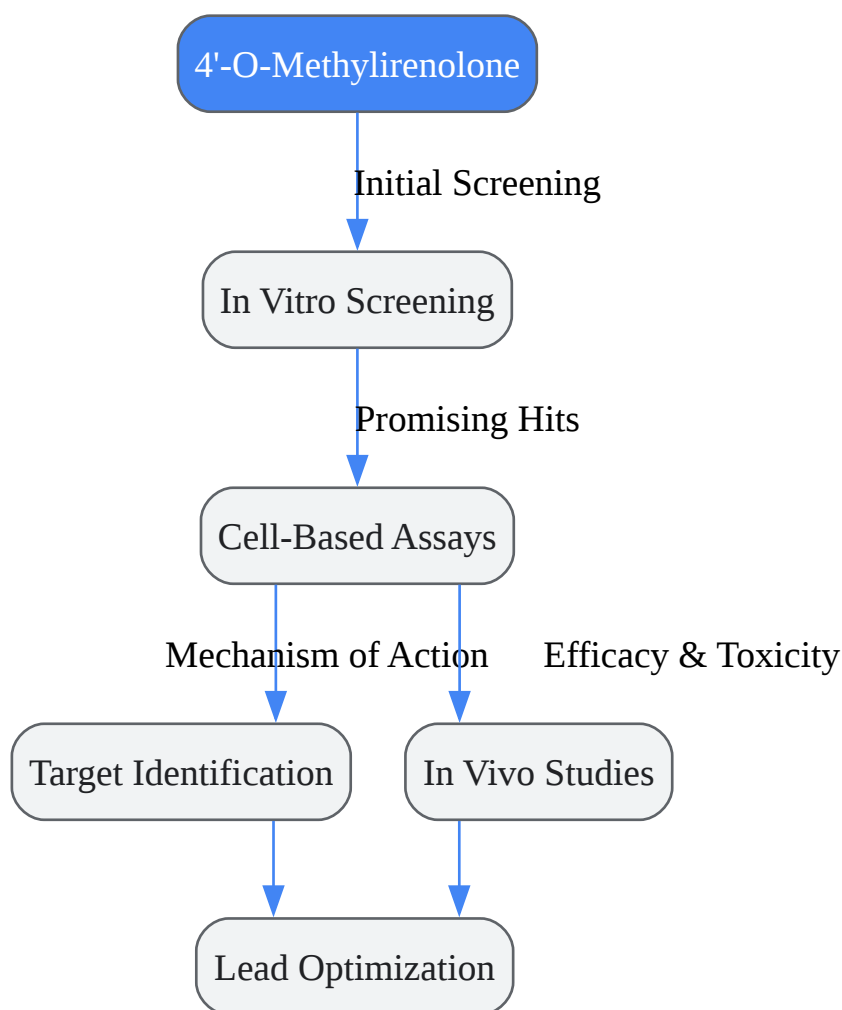 4'-O-Methylirenolone
Initial Screening
In Vitro Screening
Promising Hits
Cell-Based Assays
Mechanism of Action
Efficacy & Toxicity
Target Identification
In Vivo Studies
Lead Optimization